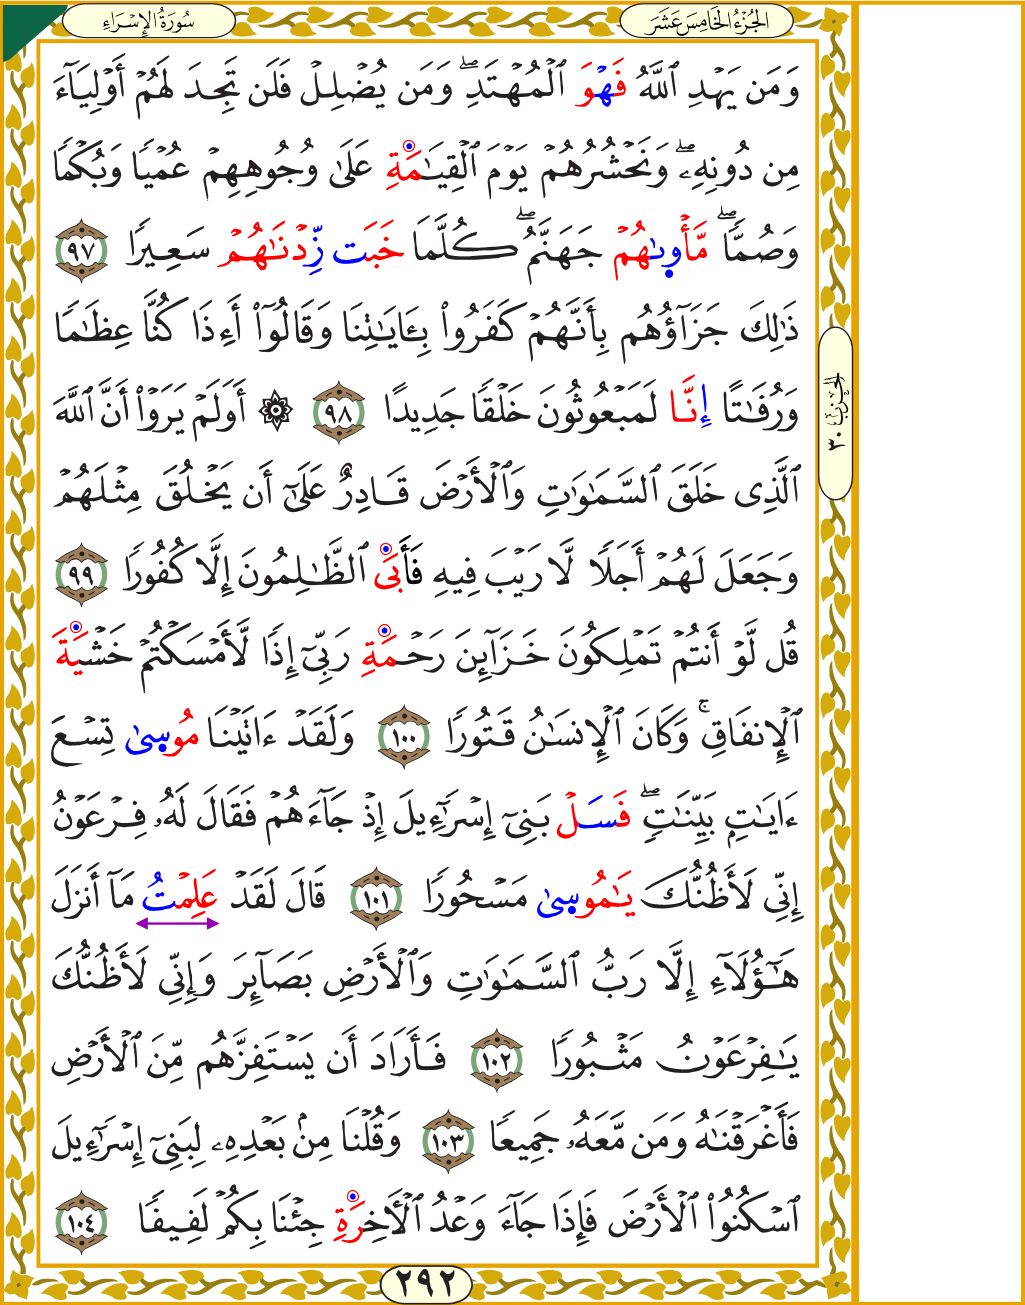 سُورَةُ الإِسْرَاءِ
الجُزْءُ الْخَامِسَ عَشَرَ
وَمَن يَهْدِ ٱللَّهُ فَهْوَ ٱلْمُهْتَدِۖ وَمَن يُضْلِلْ فَلَن تَجِدَ لَهُمْ أَوْلِيَآءَ
مِن دُونِهِۦۖ وَنَحْشُرُهُمْ يَوْمَ ٱلْقِيَـٰمَةِ عَلَىٰ وُجُوهِهِمْ عُمْيًا وَبُكْمًا
وَصُمًّاۖ مَّأْوٜىٰهُمْ جَهَنَّمُۖ كُلَّمَا خَبَت زِّدْنَـٰهُمْ سَعِيرًا ٩٧
ذَٰلِكَ جَزَآؤُهُم بِأَنَّهُمْ كَفَرُوا۟ بِـَٔايَـٰتِنَا وَقَالُوٓا۟ أَءِذَا كُنَّا عِظَـٰمًا
وَرُفَـٰتًا إِنَّا لَمَبْعُوثُونَ خَلْقًا جَدِيدًا ٩٨ ۞ أَوَلَمْ يَرَوْا۟ أَنَّ ٱللَّهَ
ٱلَّذِى خَلَقَ ٱلسَّمَـٰوَٰتِ وَٱلْأَرْضَ قَادِرٌ عَلَىٰٓ أَن يَخْلُقَ مِثْلَهُمْ
وَجَعَلَ لَهُمْ أَجَلًا لَّا رَيْبَ فِيهِ فَأَبَى ٱلظَّـٰلِمُونَ إِلَّا كُفُورًا ٩٩
قُل لَّوْ أَنتُمْ تَمْلِكُونَ خَزَآئِنَ رَحْمَةِ رَبِّىٓ إِذًا لَّأَمْسَكْتُمْ خَشْيَةَ
ٱلْإِنفَاقِۚ وَكَانَ ٱلْإِنسَـٰنُ قَتُورًا ١٠٠ وَلَقَدْ ءَاتَيْنَا مُوسٜىٰ تِسْعَ
ءَايَـٰتٍۭ بَيِّنَـٰتٍۖ فَسَلْ بَنِىٓ إِسْرَٰٓءِيلَ إِذْ جَآءَهُمْ فَقَالَ لَهُۥ فِرْعَوْنُ
إِنِّى لَأَظُنُّكَ يَـٰمُوسٜىٰ مَسْحُورًا ١٠١ قَالَ لَقَدْ عَلِمْتُ مَآ أَنزَلَ
هَـٰٓؤُلَآءِ إِلَّا رَبُّ ٱلسَّمَـٰوَٰتِ وَٱلْأَرْضِ بَصَآئِرَ وَإِنِّى لَأَظُنُّكَ
يَـٰفِرْعَوْنُ مَثْبُورًا ١٠٢ فَأَرَادَ أَن يَسْتَفِزَّهُم مِّنَ ٱلْأَرْضِ
فَأَغْرَقْنَـٰهُ وَمَن مَّعَهُۥ جَمِيعًا ١٠٣ وَقُلْنَا مِنۢ بَعْدِهِۦ لِبَنِىٓ إِسْرَٰٓءِيلَ
ٱسْكُنُوا۟ ٱلْأَرْضَ فَإِذَا جَآءَ وَعْدُ ٱلْـَٔاخِرَةِ جِئْنَا بِكُمْ لَفِيفًا ١٠٤
الحزب ٣٠
٢٩٢